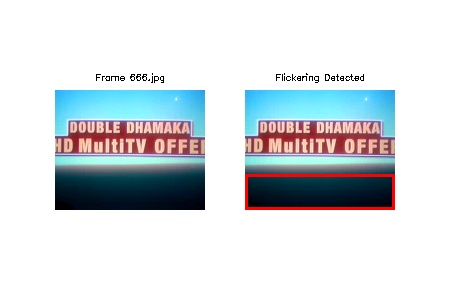 Frame 666.jpg
Flickering Detected
DOUBLE DHAMAKA
HD MultiTV OFFER
DOUBLE DHAMAKA
HD MultiTV OFFER